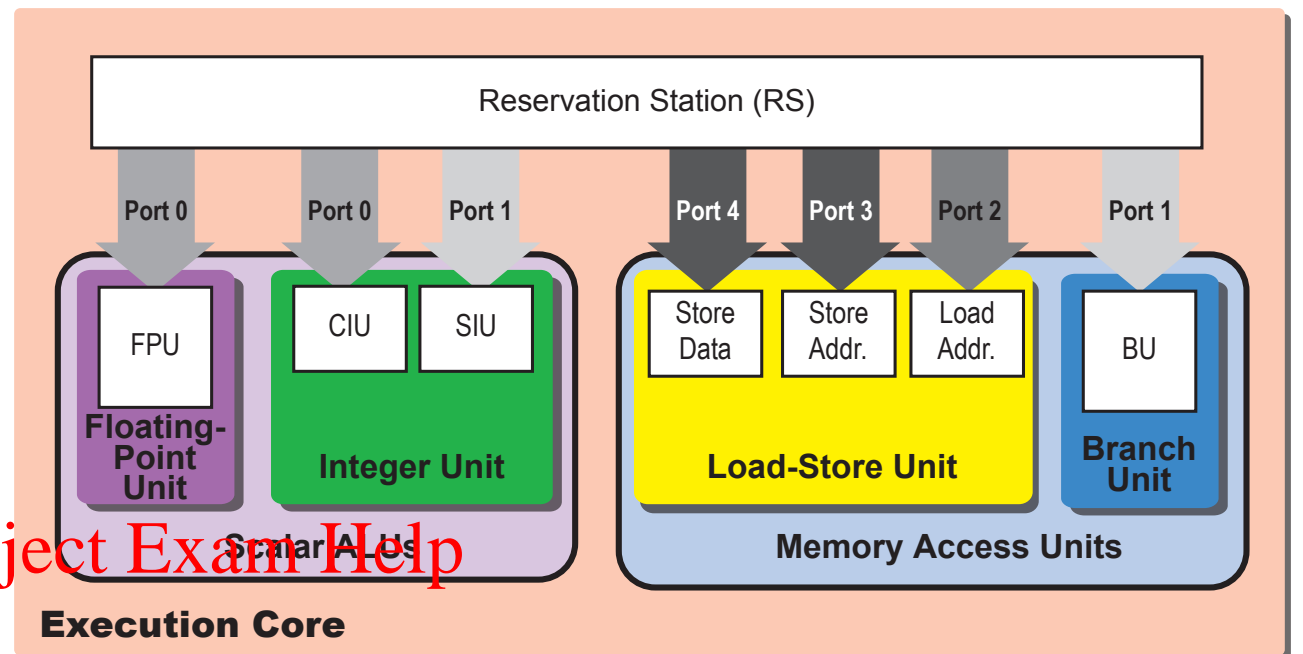 Reservation Station (RS)
Port 0
Port 0
Port 1
Port 4
Port 3
Port 2
Port 1
FPU
CIU
SIU
Store
Data
Store
Addr.
Load
Addr.
BU
Floating-
Point
Unit
Integer Unit
Load-Store Unit
Branch
Unit
Scalar ALUs
Memory Access Units
ject Exam Help
Execution Core